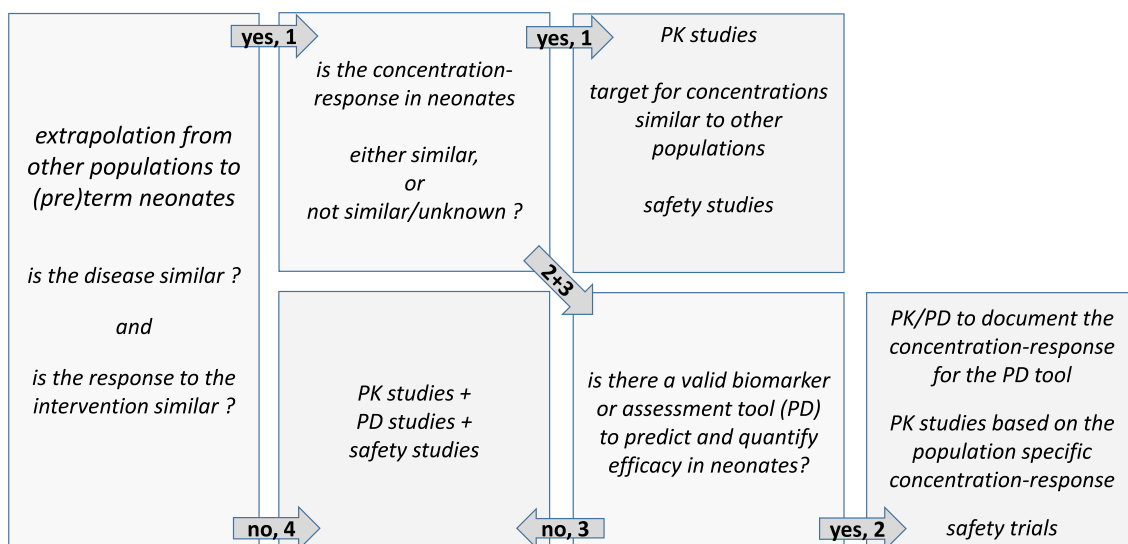 extrapolation from
other populations to
(pre)term neonates
is the disease similar ?
and
is the response to the
intervention similar ?
yes, 1
is the concentration-
response in neonates
either similar,
or
not similar/unknown ?
yes, 1
PK studies
target for concentrations
similar to other
populations
safety studies
2+3
no, 4
PK studies +
PD studies +
safety studies
no, 3
is there a valid biomarker
or assessment tool (PD)
to predict and quantify
efficacy in neonates?
yes, 2
PK/PD to document the
concentration-response
for the PD tool
PK studies based on the
population specific
concentration-response
safety trials